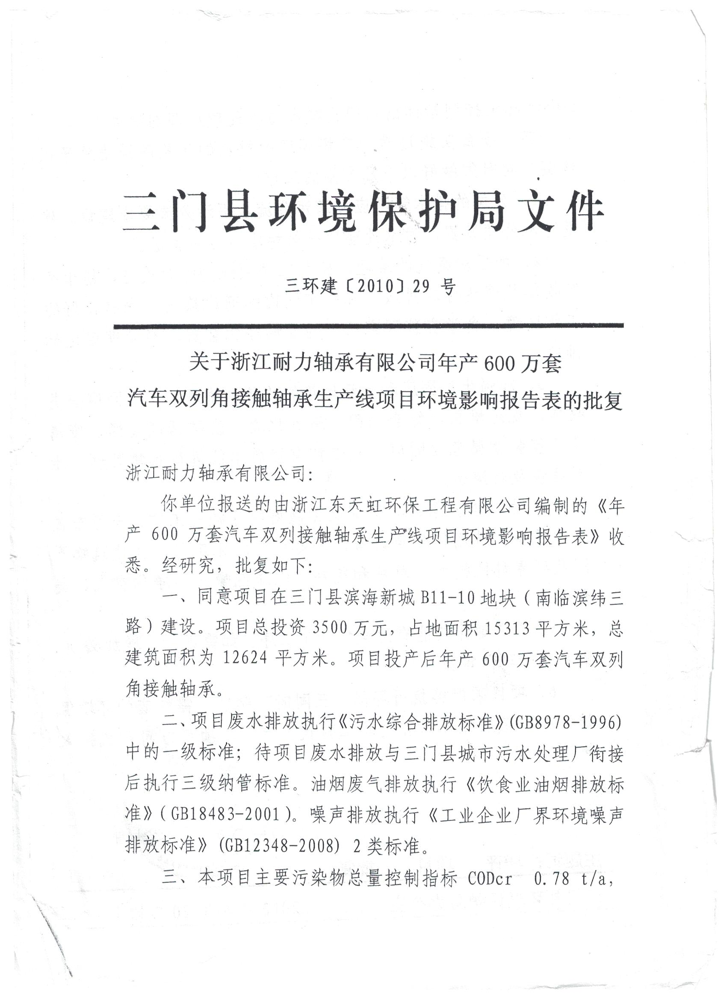 三门县环境保护局文件
三环建〔2010〕29 号
关于浙江耐力轴承有限公司年产 600 万套
汽车双列角接触轴承生产线项目环境影响报告表的批复
浙江耐力轴承有限公司：
你单位报送的由浙江东天虹环保工程有限公司编制的《年
产 600 万套汽车双列接触轴承生产线项目环境影响报告表》收
悉。经研究，批复如下：
一、同意项目在三门县滨海新城 B11-10 地块（南临滨纬三
路）建设。项目总投资 3500 万元，占地面积 15313 平方米，总
建筑面积为 12624 平方米。项目投产后年产 600 万套汽车双列
角接触轴承。
二、项目废水排放执行《污水综合排放标准》(GB8978-1996)
中的一级标准；待项目废水排放与三门县城市污水处理厂衔接
后执行三级纳管标准。油烟废气排放执行《饮食业油烟排放标
准》（GB18483-2001）。噪声排放执行《工业企业厂界环境噪声
排放标准》(GB12348-2008) 2 类标准。
三、本项目主要污染物总量控制指标 CODcr 0.78 t/a，